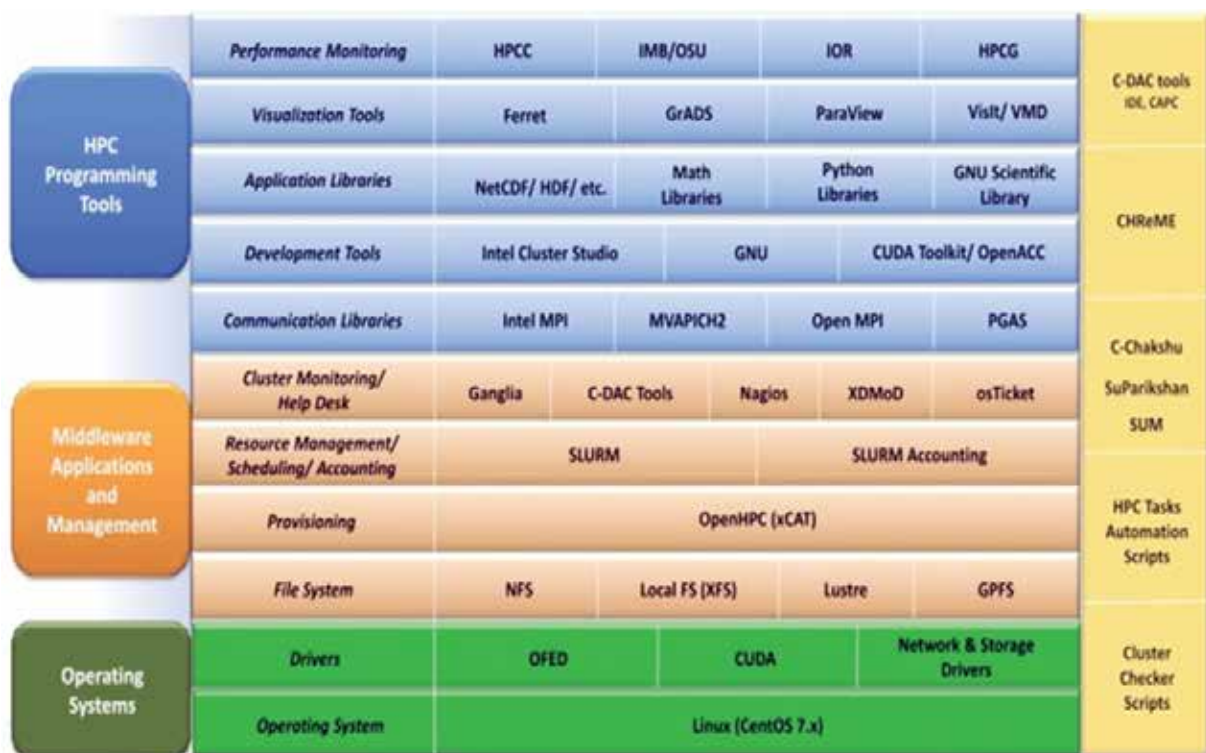 HPC
Programming
Tools
Performance Monitoring
HPCC
IMB/OSU
IOR
HPCG
Visualization Tools
Ferret
GrADS
ParaView
VisIt/ VMD
Application Libraries
NetCDF/ HDF/ etc.
Math
Libraries
Python
Libraries
GNU Scientific
Library
Development Tools
Intel Cluster Studio
GNU
CUDA Toolkit/ OpenACC
Communication Libraries
Intel MPI
MVAPICH2
Open MPI
PGAS
Middleware
Applications
and
Management
Cluster Monitoring/
Help Desk
Ganglia
C-DAC Tools
Nagios
XDMoD
osTicket
Resource Management/
Scheduling/ Accounting
SLURM
SLURM Accounting
Provisioning
OpenHPC (xCAT)
File System
NFS
Local FS (XFS)
Lustre
GPFS
Operating
Systems
Drivers
OFED
CUDA
Network & Storage
Drivers
Operating System
Linux (CentOS 7.x)
C-DAC tools
IDE, CAPC
CHReME
C-Chakshu
SuParikshan
SUM
HPC Tasks
Automation
Scripts
Cluster
Checker
Scripts